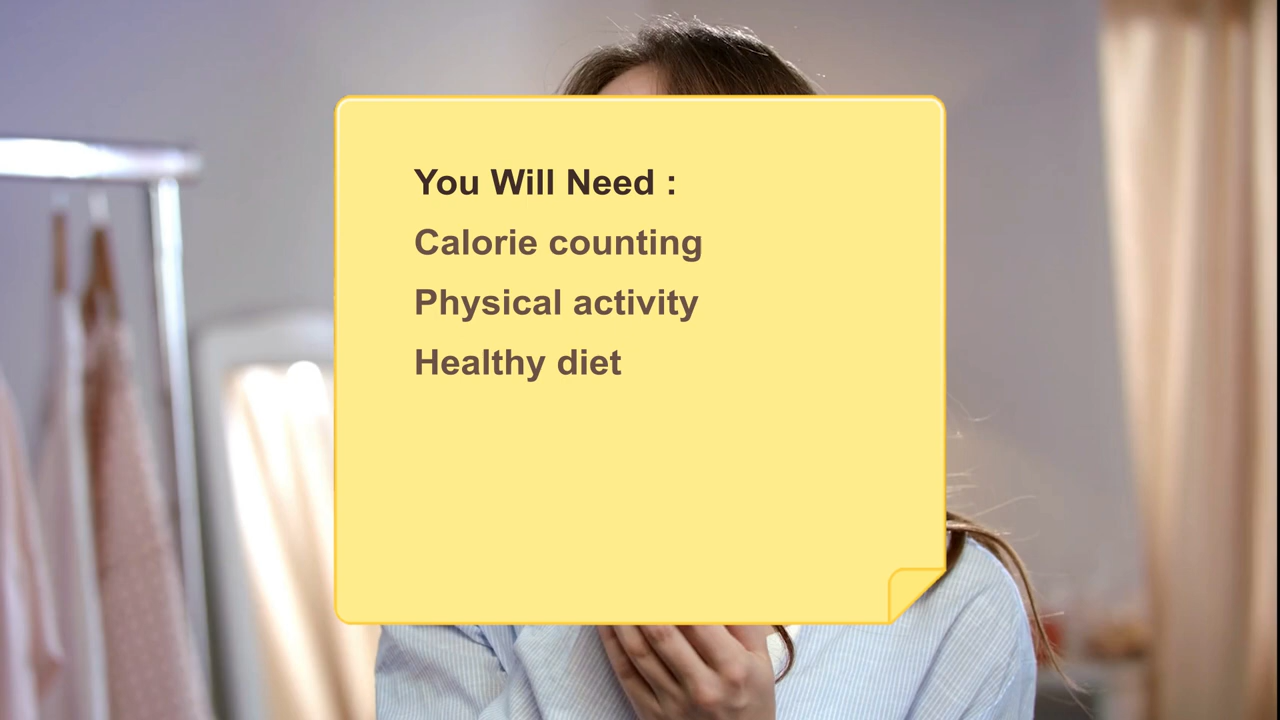 You Will Need :
Calorie counting
Physical activity
Healthy diet